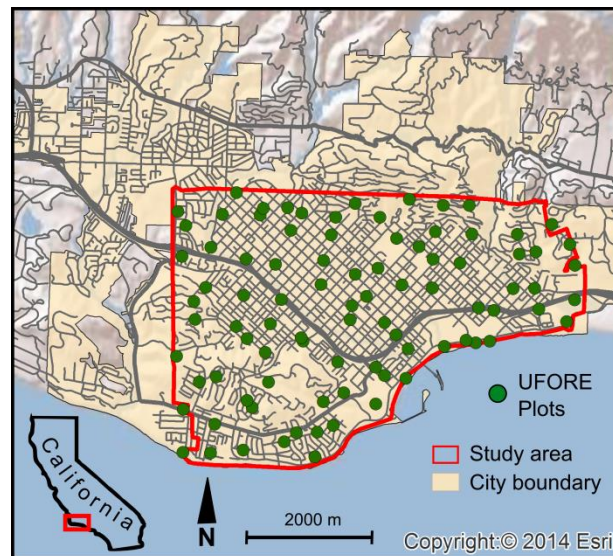 UFORE
Plots
Study area
City boundary
California
N
2000 m
Copyright:© 2014 Esri